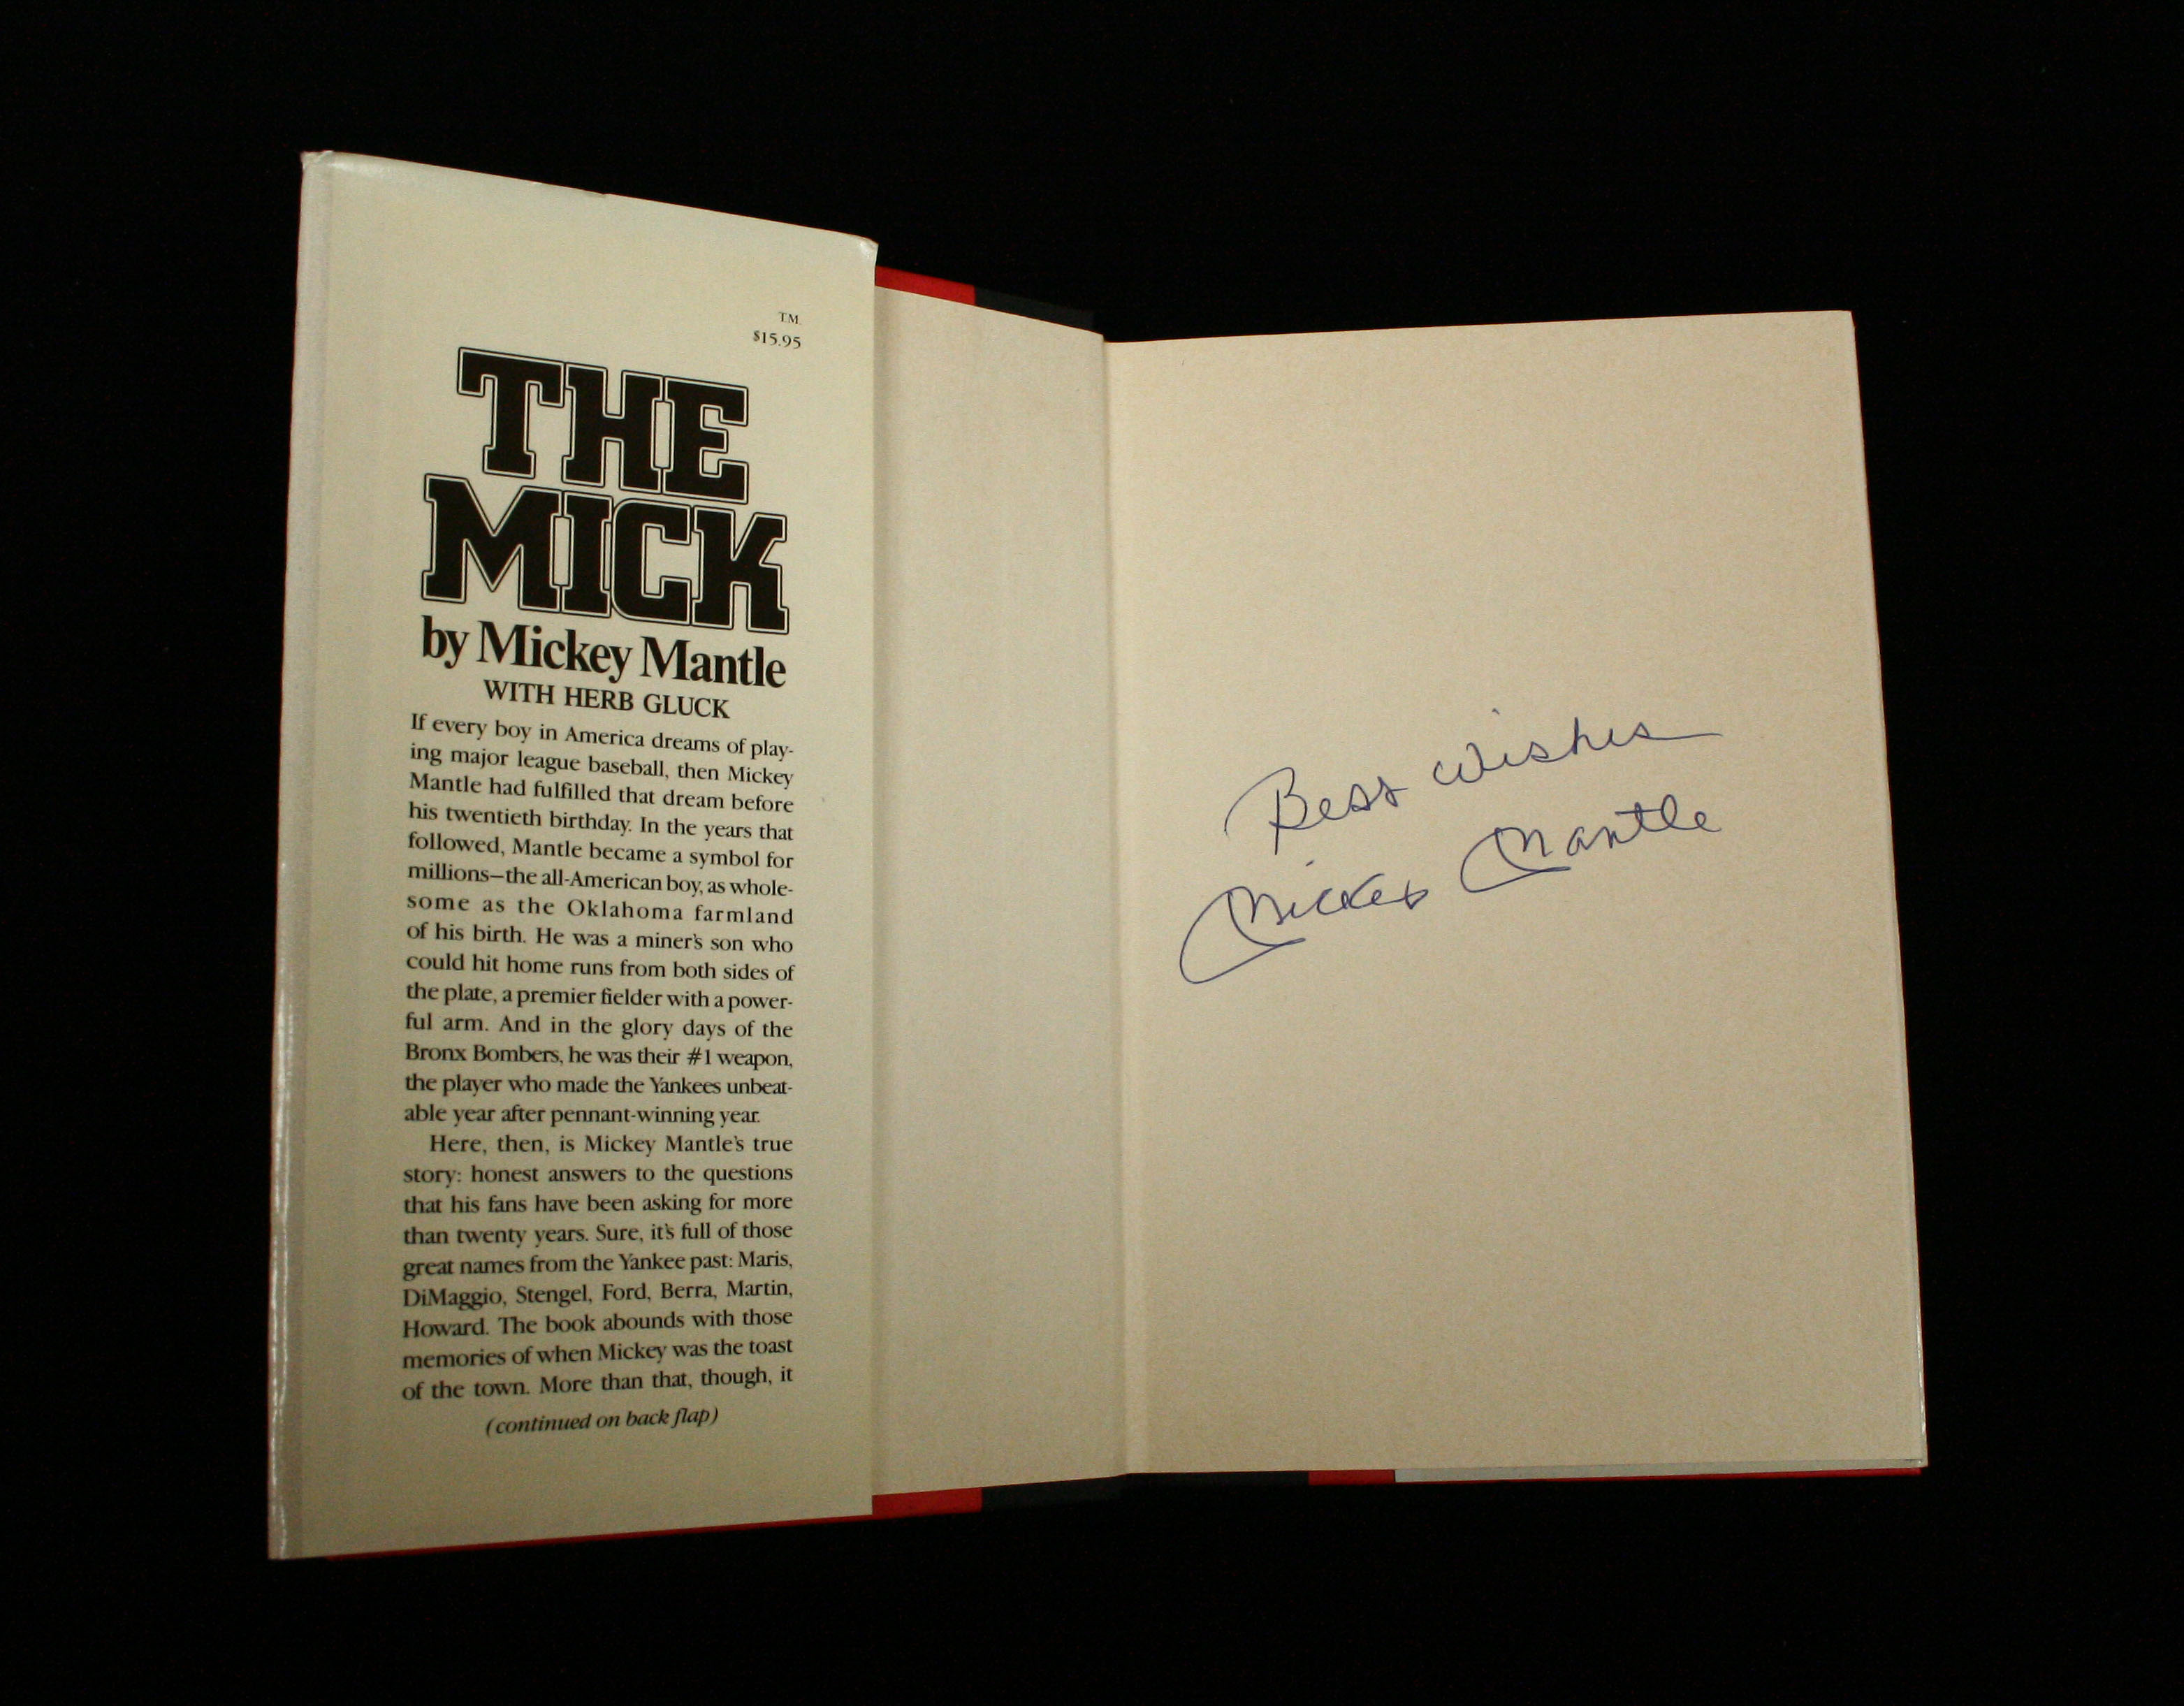 TM
$15.95
THE
MICK
by Mickey Mantle
WITH HERB GLUCK
If every boy in America dreams of play-
ing major league baseball, then Mickey
Mantle had fulfilled that dream before
his twentieth birthday. In the years that
followed, Mantle became a symbol for
millions—the all-American boy, as whole-
some as the Oklahoma farmland
of his birth. He was a miner's son who
could hit home runs from both sides of
the plate, a premier fielder with a power-
ful arm. And in the glory days of the
Bronx Bombers, he was their #1 weapon,
the player who made the Yankees unbeat-
able year after pennant-winning year.
Here, then, is Mickey Mantle's true
story: honest answers to the questions
that his fans have been asking for more
than twenty years. Sure, it's full of those
great names from the Yankee past: Maris,
DiMaggio, Stengel, Ford, Berra, Martin,
Howard. The book abounds with those
memories of when Mickey was the toast
of the town. More than that, though, it
(continued on back flap)
Best Wishes
Mickey Mantle